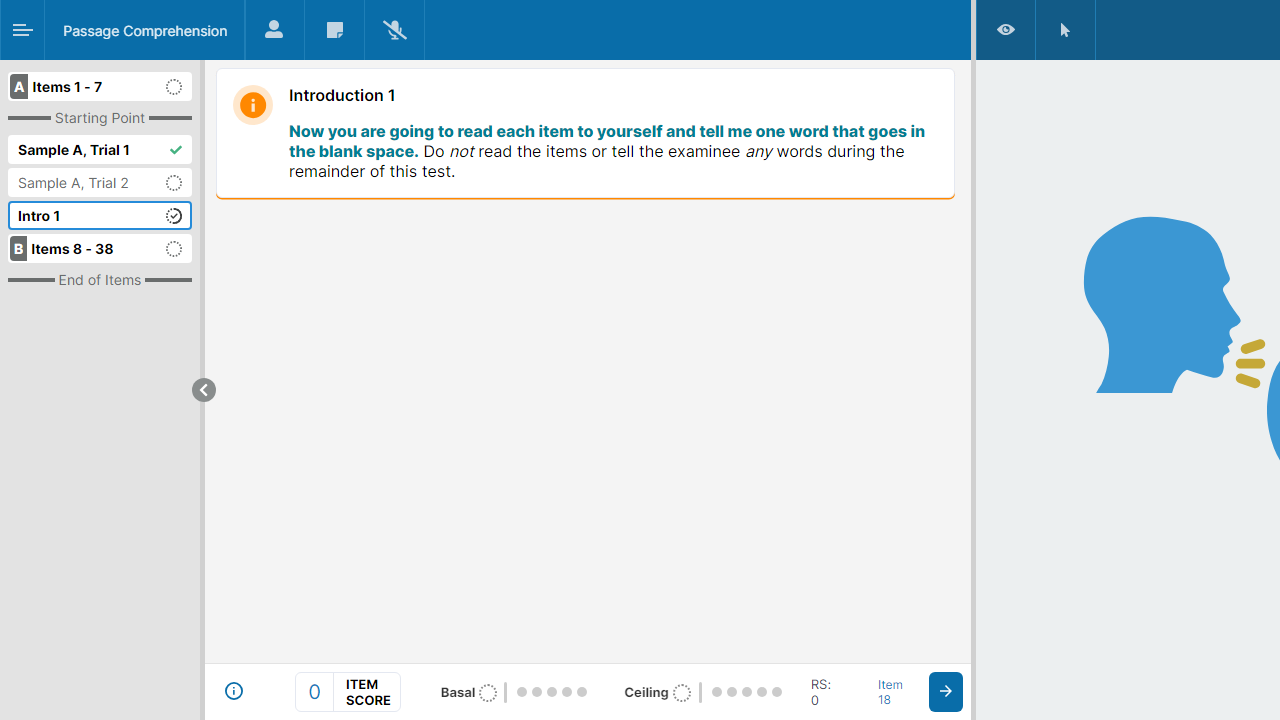 Passage Comprehension
A Items 1 - 7
Starting Point
Sample A, Trial 1
Sample A, Trial 2
Intro 1
B Items 8 - 38
End of Items
Introduction 1
Now you are going to read each item to yourself and tell me one word that goes in
the blank space. Do not read the items or tell the examinee any words during the
remainder of this test.
0 ITEM
SCORE
Basal
Ceiling
RS:
0
Item
18